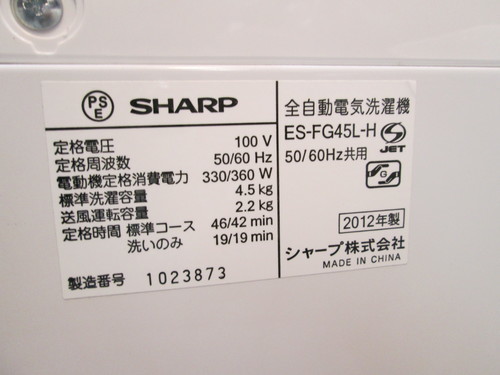 PS E SHARP
定格電圧 100 V
定格周波数 50/60 Hz
電動機定格消費電力 330/360 W
標準洗濯容量 4.5 kg
送風運転容量 2.2 kg
定格時間 標準コース 46/42 min
洗いのみ 19/19 min
製造番号 1023873
全自動電気洗濯機
ES-FG45L-H
JET
50/60Hz共用
G
2012年製
シャープ株式会社
MADE IN CHINA